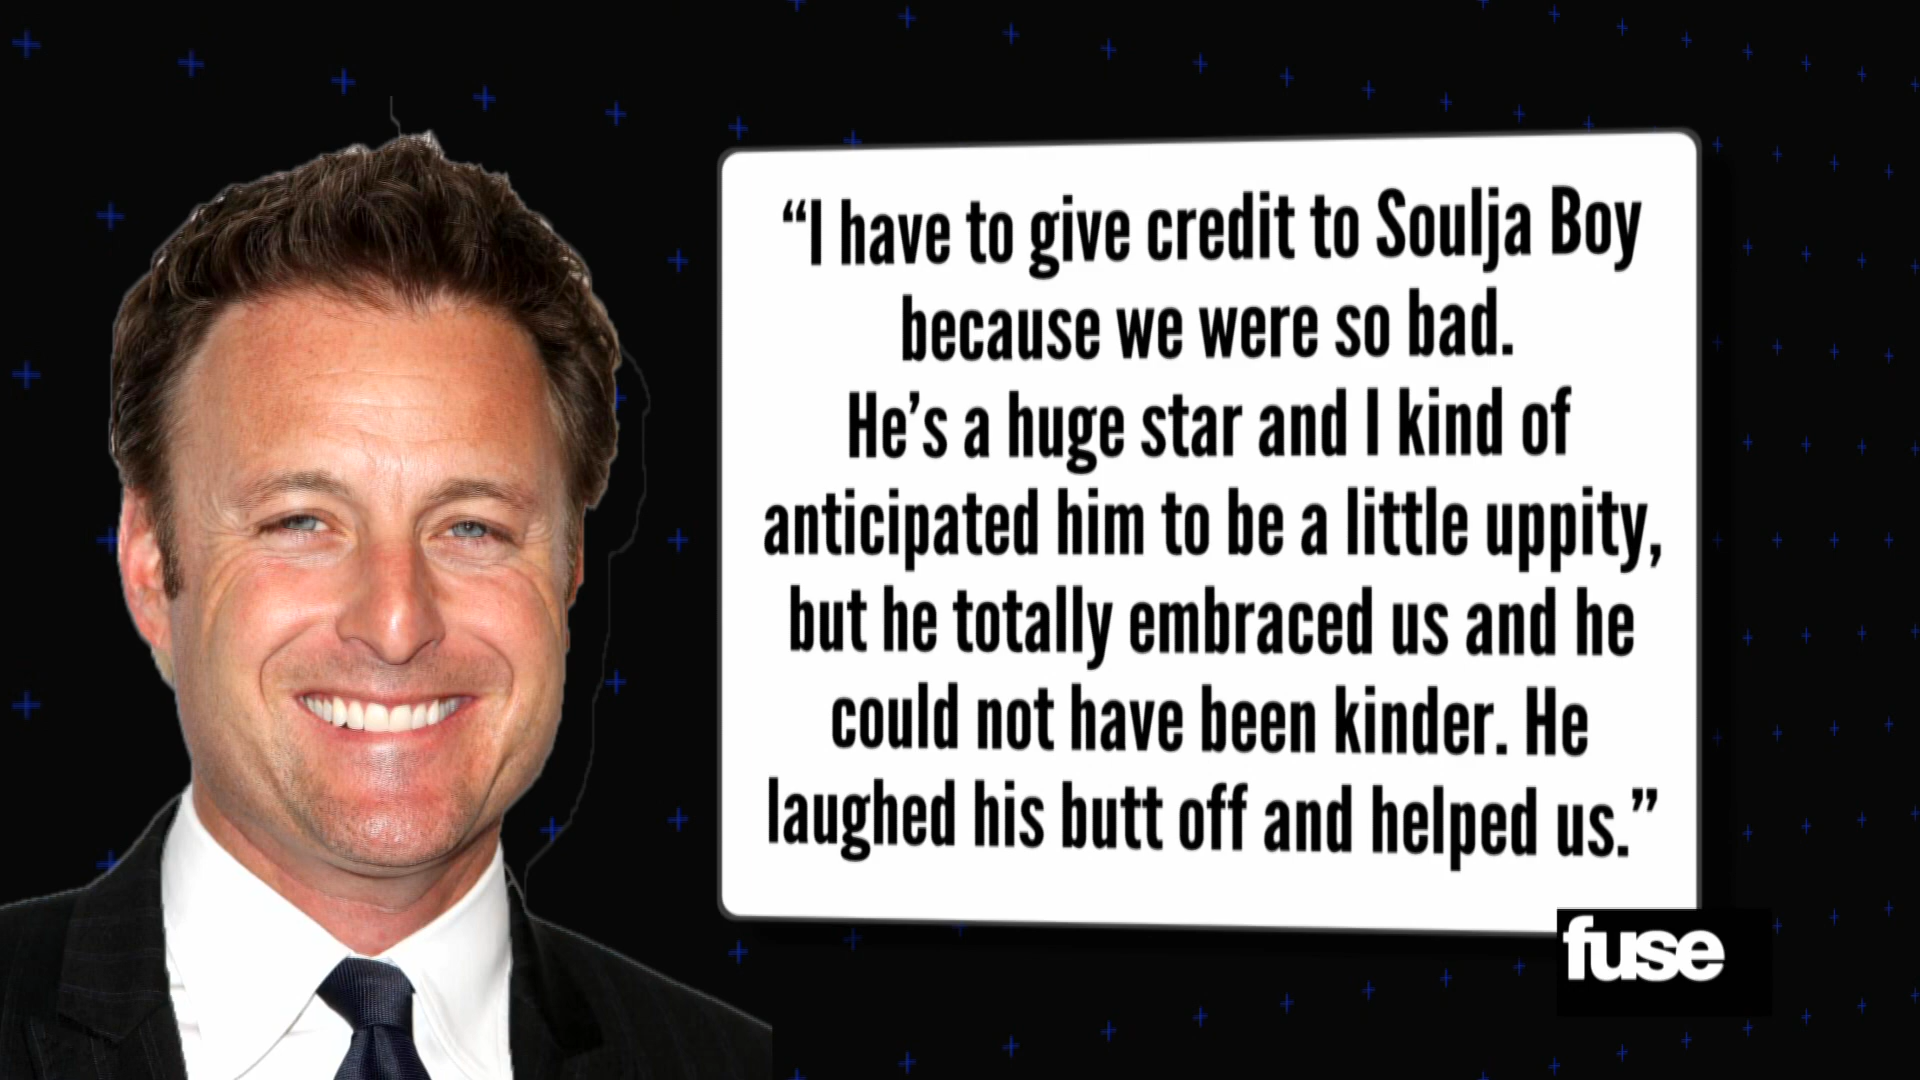 “I have to give credit to Soulja Boy
because we were so bad.
He’s a huge star and I kind of
anticipated him to be a little uppity,
but he totally embraced us and he
could not have been kinder. He
laughed his butt off and helped us.”
fuse